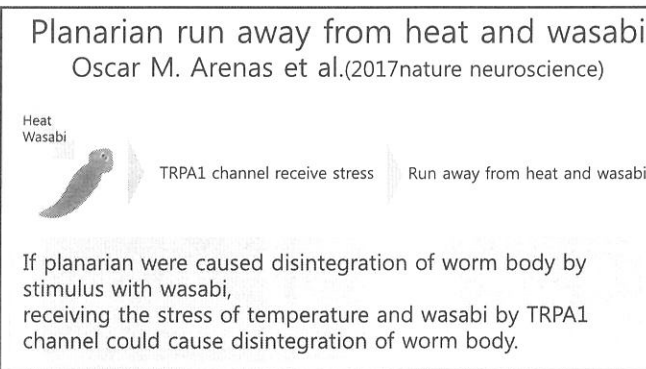 Planarian run away from heat and wasabi
Oscar M. Arenas et al.(2017nature neuroscience)
Heat
Wasabi
TRPA1 channel receive stress
Run away from heat and wasabi
If planarian were caused disintegration of worm body by
stimulus with wasabi,
receiving the stress of temperature and wasabi by TRPA1
channel could cause disintegration of worm body.